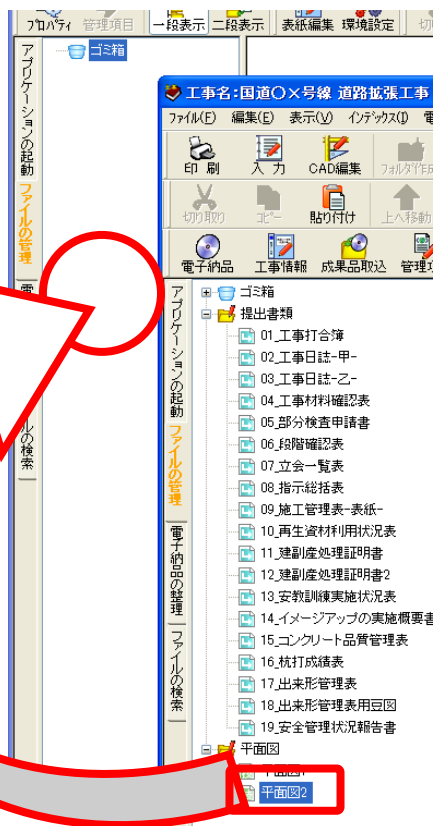 プロパティ 管理項目 一段表示 二段表示 表紙編集 環境設定
ゴミ箱
アプリケーションの起動
ファイルの管理
ルの検索
工事名:国道〇×号線 道路拡張工事
ファイル(F) 編集(E) 表示(V) インデックス(I)
印刷 入力 CAD編集
切り取り コピー 貼り付け 上へ移動
電子納品 工事情報 成果品取込
アプリケーションの起動
ファイルの管理
電子納品の整理
ファイルの検索
ゴミ箱
提出書類
01_工事打合簿
02_工事日誌-甲-
03_工事日誌-乙-
04_工事材料確認表
05_部分検査申請書
06_段階確認表
07_立会一覧表
08_指示総括表
09_施工管理表-表紙-
10_再生資材利用状況表
11_建副産処理証明書
12_建副産処理証明書2
13_安教訓練実施状況表
14_イメージアップの実施概要書
15_コンクリート品質管理表
16_杭打成績表
17_出来形管理表
18_出来形管理表用豆図
19_安全管理状況報告書
平面図
平面図1
平面図2